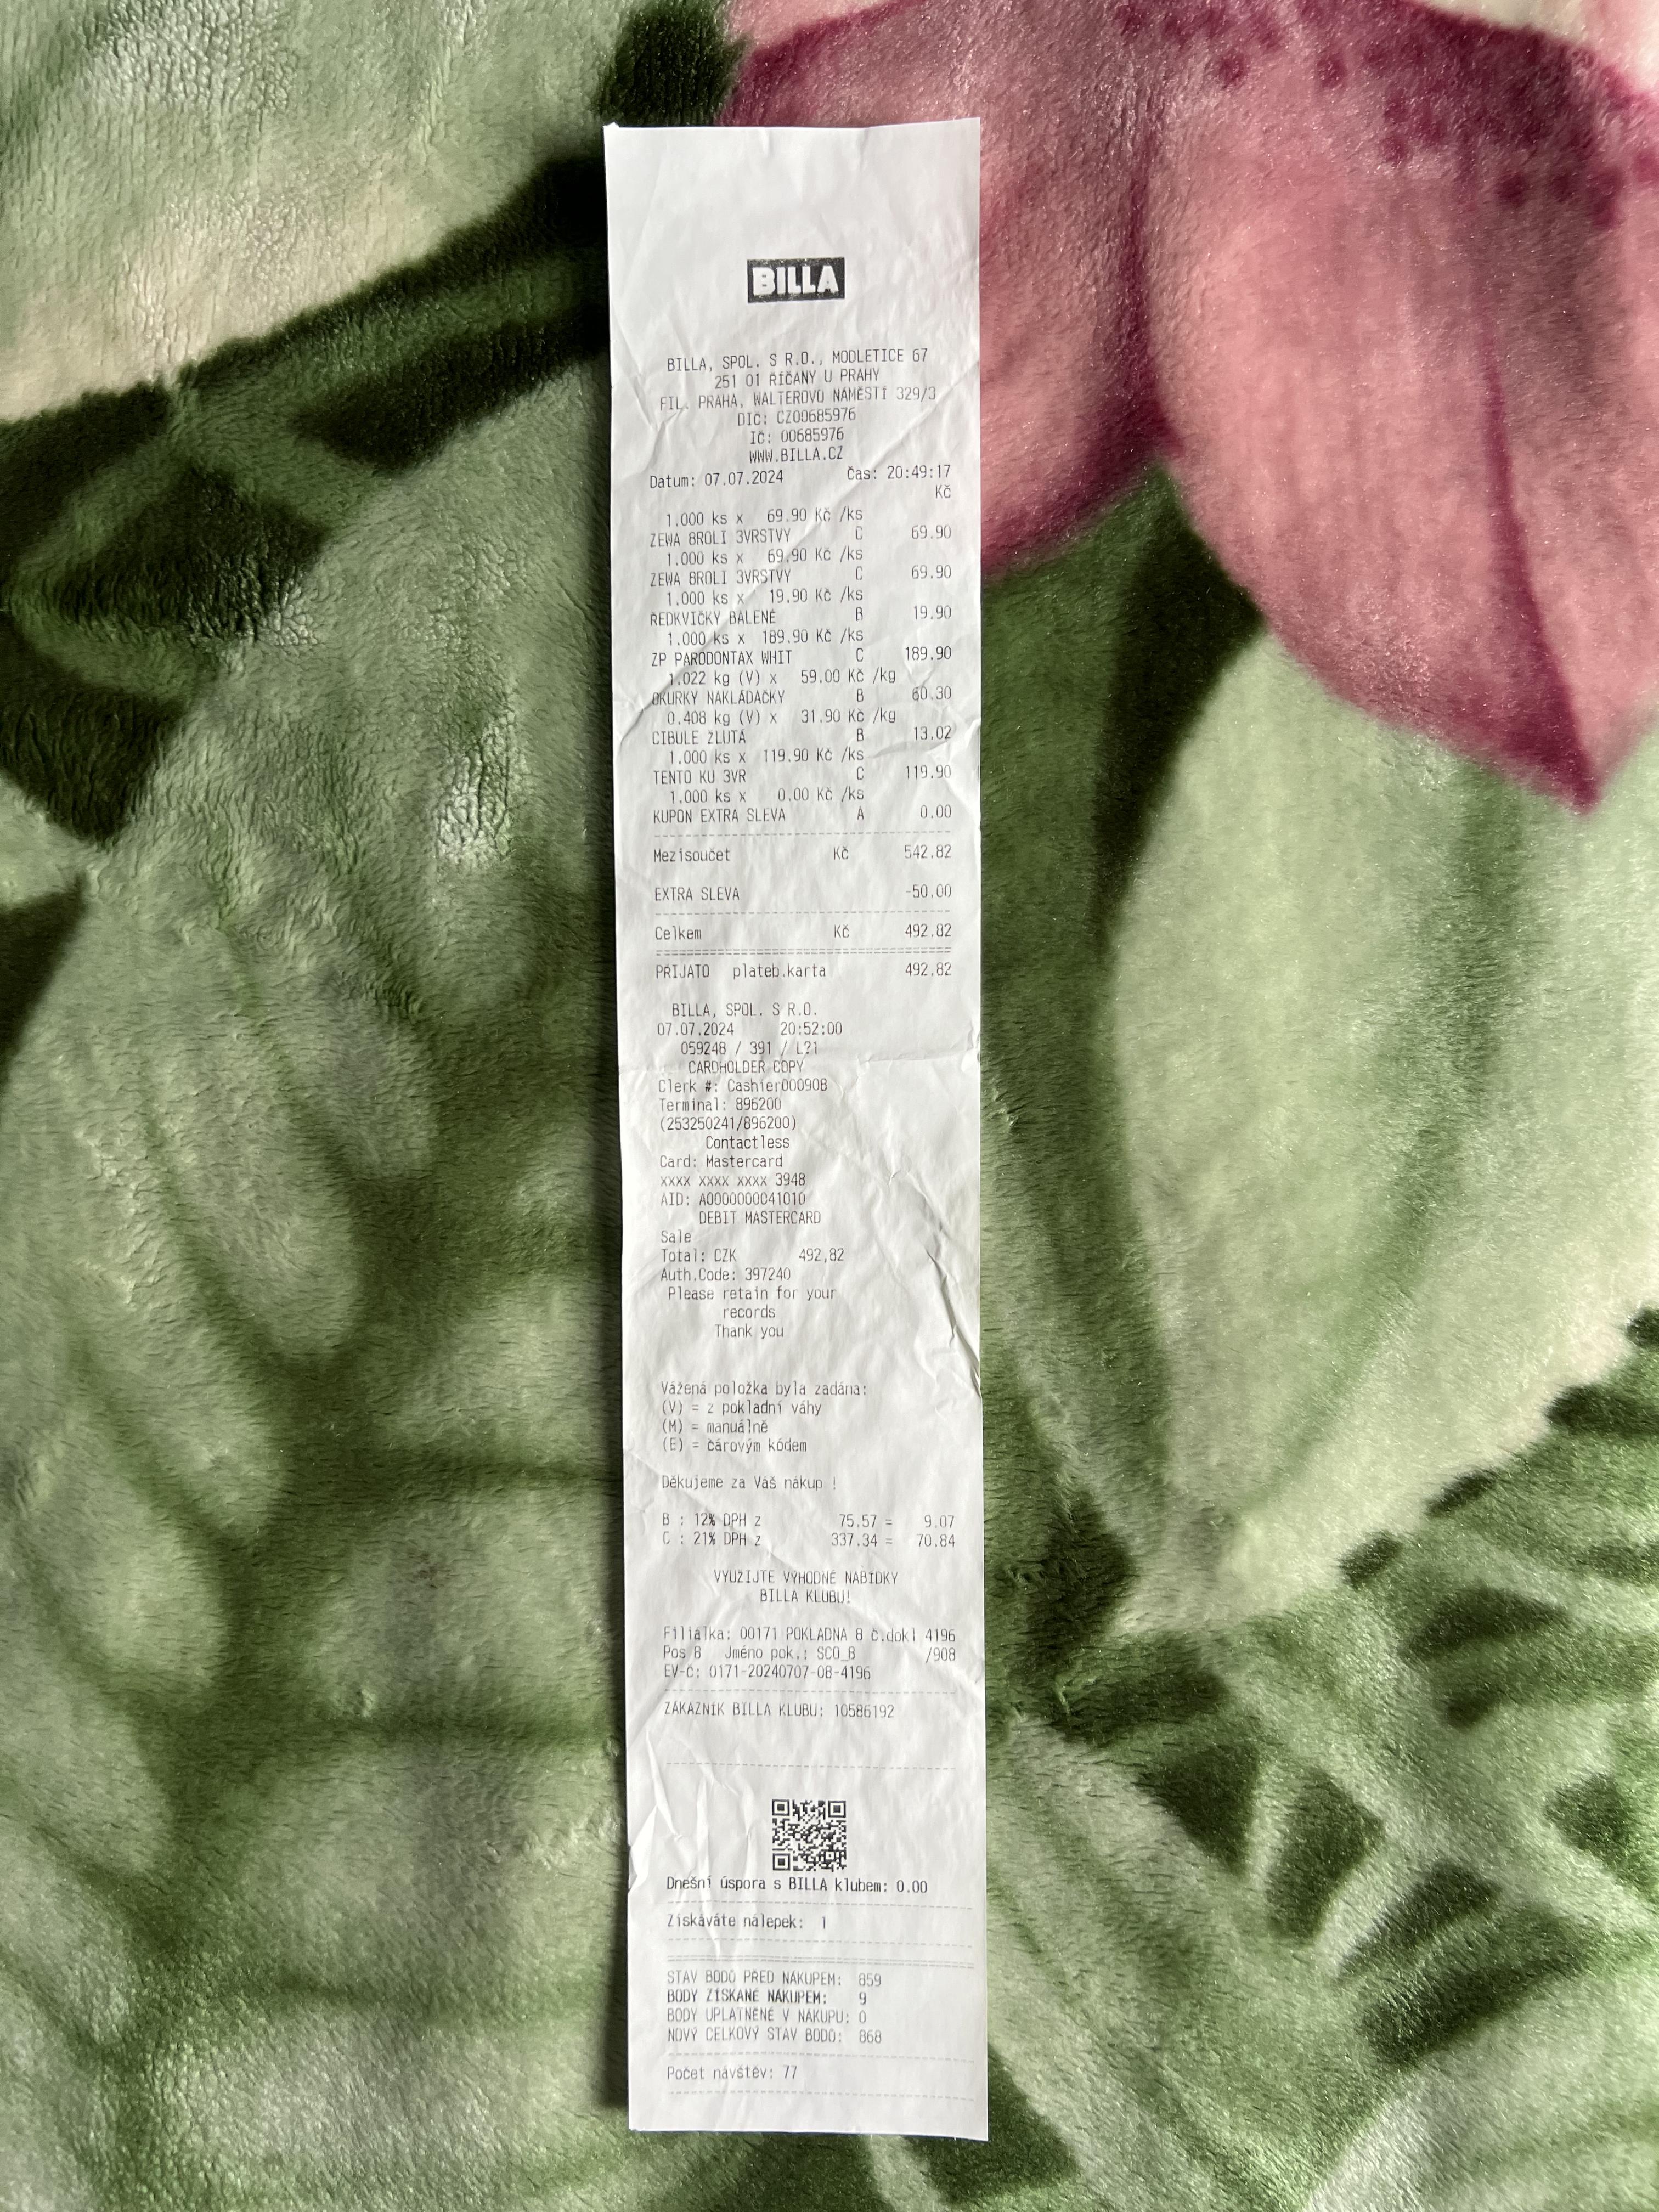 BILLA
BILLA, SPOL. S R.O., MODLETICE 67
251 01 ŘÍČANY U PRAHY
FIL. PRAHA, WALTEROVO NÁMĚSTÍ 329/3
DIČ: CZ00685976
IČ: 00685976
WWW.BILLA.CZ
Datum: 07.07.2024 Čas: 20:49:17
Kč
1.000 ks x 69.90 Kč /ks
ZEWA 8ROLI 3VRSTVÝ C 69.90
1.000 ks x 69.90 Kč /ks
ZEWA 8ROLI 3VRSTVÝ C 69.90
1.000 ks x 19.90 Kč /ks
ŘEDKVIČKY BALENÉ B 19.90
1.000 ks x 189.90 Kč /ks
ZP PARODONTAX WHIT C 189.90
1.022 kg (V) x 59.00 Kč /kg
OKURKY NAKLÁDAČKY B 60.30
0.408 kg (V) x 31.90 Kč /kg
CIBULE ŽLUTÁ B 13.02
1.000 ks x 119.90 Kč /ks
TENTO KU 3VR C 119.90
1.000 ks x 0.00 Kč /ks
KUPON EXTRA SLEVA A 0.00
Mezisoučet Kč 542.82
EXTRA SLEVA -50.00
Celkem Kč 492.82
PŘIJATO plateb.karta 492.82
BILLA, SPOL. S R.O.
07.07.2024 20:52:00
059248 / 391 / L?1
CARDHOLDER COPY
Clerk #: Cashier000908
Terminal: 896200
(253250241/896200)
Contactless
Card: Mastercard
xxxx xxxx xxxx 3948
AID: A0000000041010
DEBIT MASTERCARD
Sale
Total: CZK 492,82
Auth.Code: 397240
Please retain for your
records
Thank you
Vážená položka byla zadána:
(V) = z pokladní váhy
(M) = manuálně
(E) = čárovým kódem
Děkujeme za Váš nákup !
B : 12% DPH z 75.57 = 9.07
C : 21% DPH z 337.34 = 70.84
VYUŽIJTE VÝHODNÉ NABÍDKY
BILLA KLUBU!
Filiálka: 00171 POKLADNA 8 č.dokl 4196
Pos 8 Jméno pok.: SCO_8 /908
EV-č: 0171-20240707-08-4196
ZÁKAZNÍK BILLA KLUBU: 10586192
Dnešní úspora s BILLA klubem: 0.00
Získáváte nálepek: 1
STAV BODŮ PŘED NÁKUPEM: 859
BODY ZÍSKANÉ NÁKUPEM: 9
BODY UPLATNĚNÉ V NÁKUPU: 0
NOVÝ CELKOVÝ STAV BODŮ: 868
Počet návštěv: 77